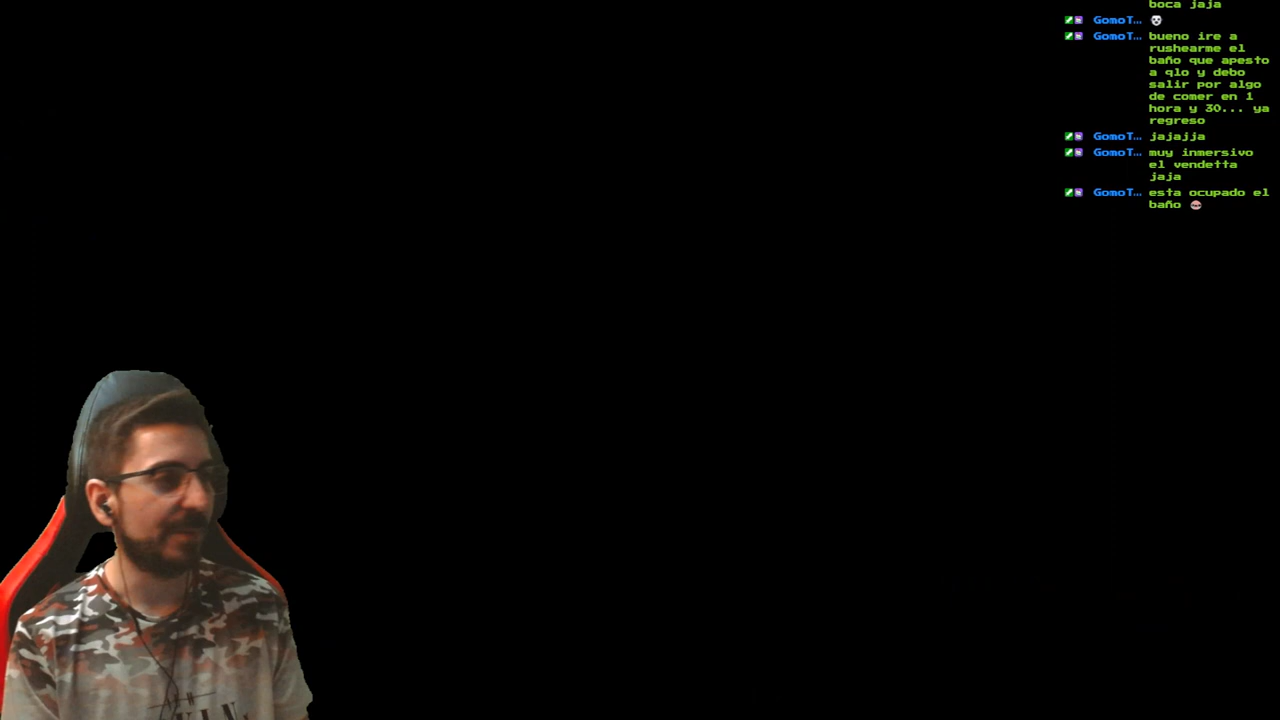 boca jaja
GomoT…
GomoT… bueno ire a
rushearme el
baño que apesto
a qlo y debo
salir por algo
de comer en 1
hora y 30... ya
regreso
GomoT… jajajja
GomoT… muy inmersivo
el vendetta
jaja
GomoT… esta ocupado el
baño